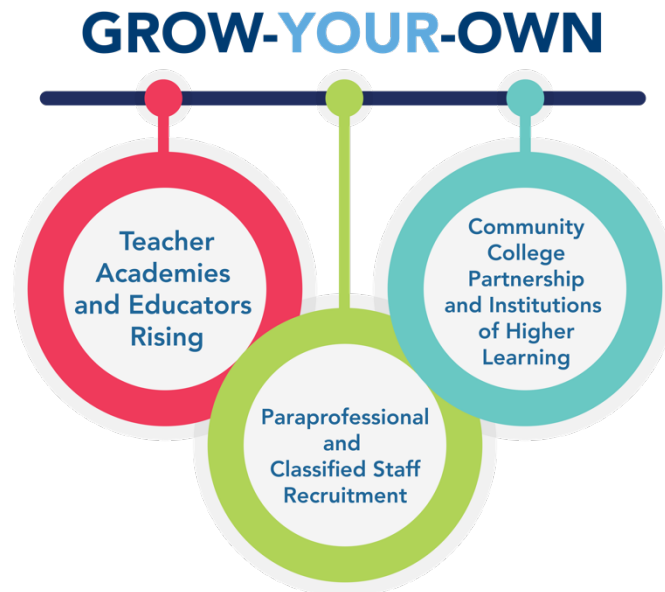 GROW-YOUR-OWN
Teacher
Academies
and Educators
Rising
Paraprofessional
and
Classified Staff
Recruitment
Community
College
Partnership
and Institutions
of Higher
Learning